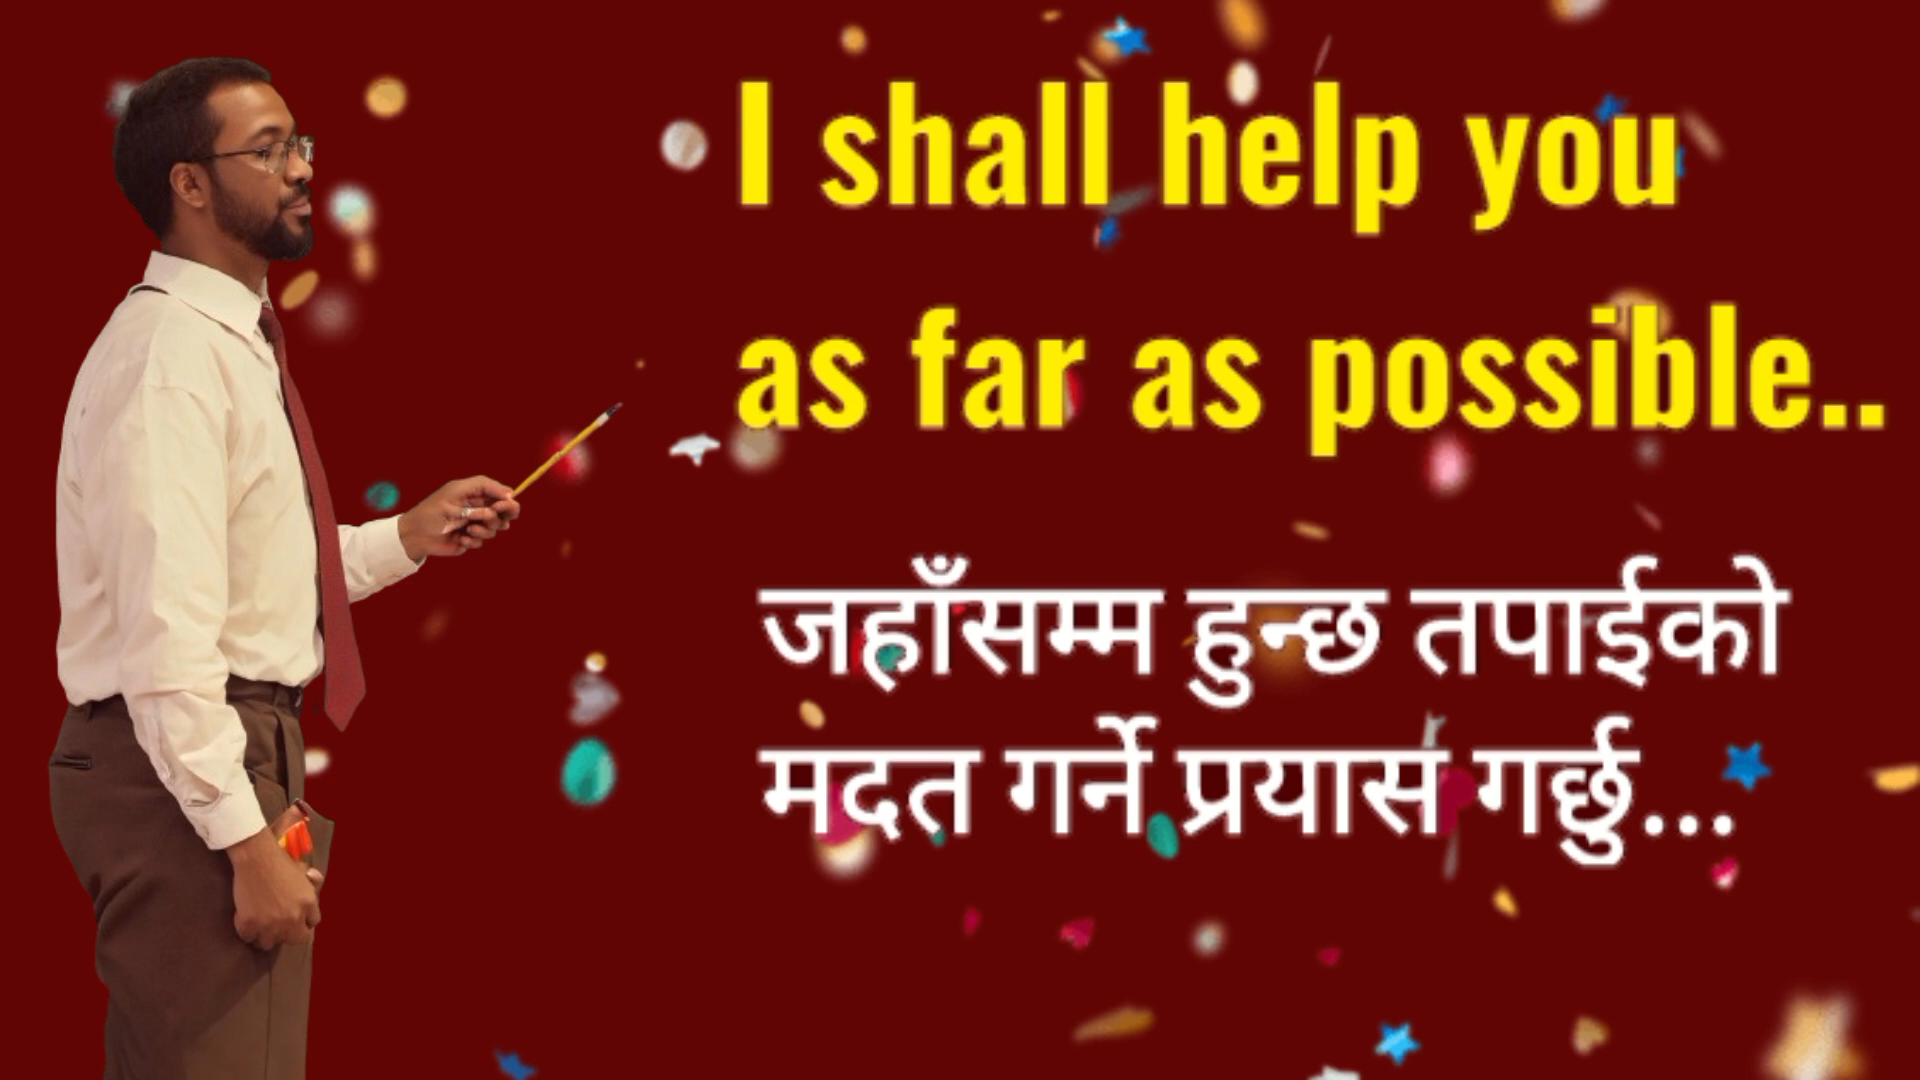 I shall help you
as far as possible..
जहाँसम्म हुन्छ तपाईको
मदत गर्ने प्रयास गर्छु...